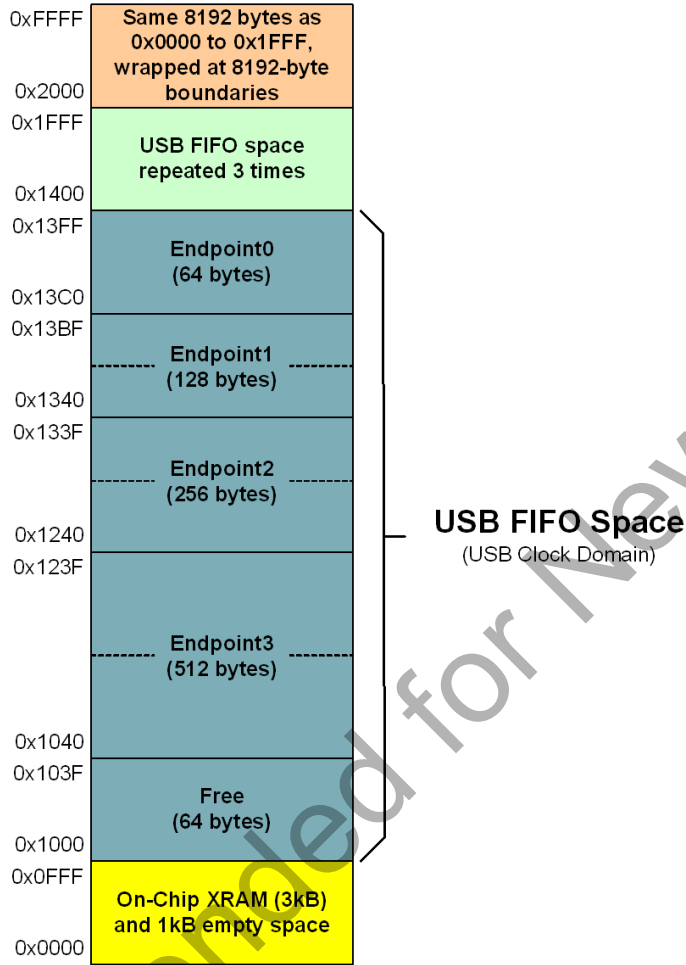 0xFFFF
Same 8192 bytes as
0x0000 to 0x1FFF,
wrapped at 8192-byte
boundaries
0x2000
0x1FFF
USB FIFO space
repeated 3 times
0x1400
0x13FF
Endpoint0
(64 bytes)
0x13C0
0x13BF
Endpoint1
(128 bytes)
0x1340
0x133F
Endpoint2
(256 bytes)
0x1240
0x123F
Endpoint3
(512 bytes)
0x1040
0x103F
Free
(64 bytes)
0x1000
0x0FFF
On-Chip XRAM (3kB)
and 1kB empty space
0x0000
USB FIFO Space
(USB Clock Domain)
ended for New